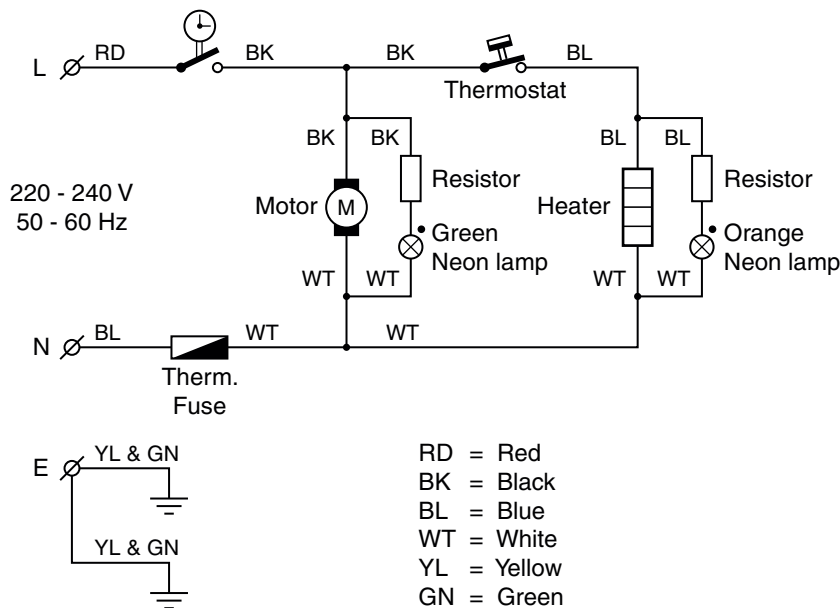 L
RD
BK
BK
BL
Thermostat
BK
BK
BL
BL
220 - 240 V
50 - 60 Hz
Motor
M
Resistor
Heater
Resistor
Green
Neon lamp
Orange
Neon lamp
WT
WT
WT
WT
N
BL
WT
WT
Therm.
Fuse
E
YL & GN
YL & GN
RD = Red
BK = Black
BL = Blue
WT = White
YL = Yellow
GN = Green